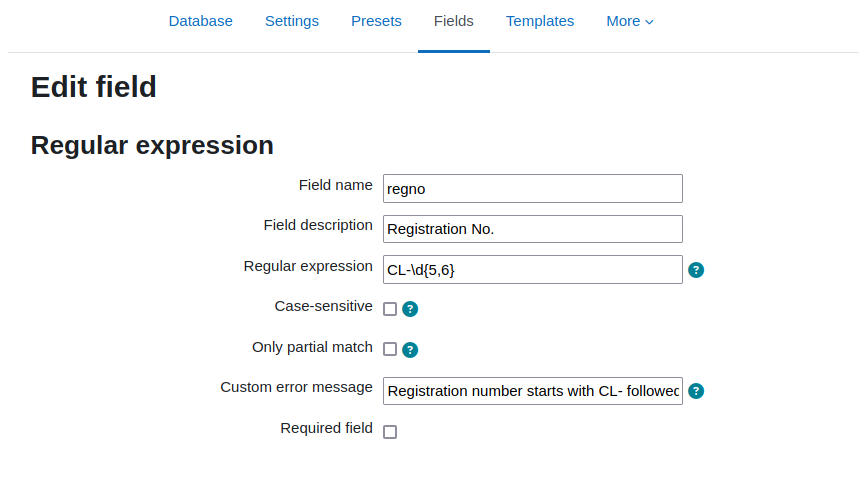 Database Settings Presets Fields Templates More
Edit field
Regular expression
Field name regno
Field description Registration No.
Regular expression CL-\d{5,6} ?
Case-sensitive ?
Only partial match ?
Custom error message Registration number starts with CL- followed ?
Required field